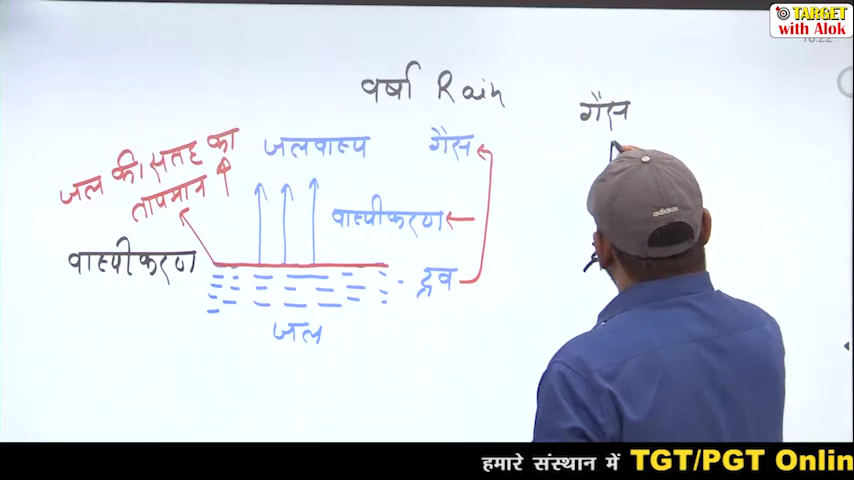 TARGET
with Alok
वर्षा Rain
गैस
जल की सतह का
तापमान
जलवाष्प
गैस
वाष्पीकरण
वाष्पीकरण
द्रव
जल
हमारे संस्थान में TGT/PGT Onlin